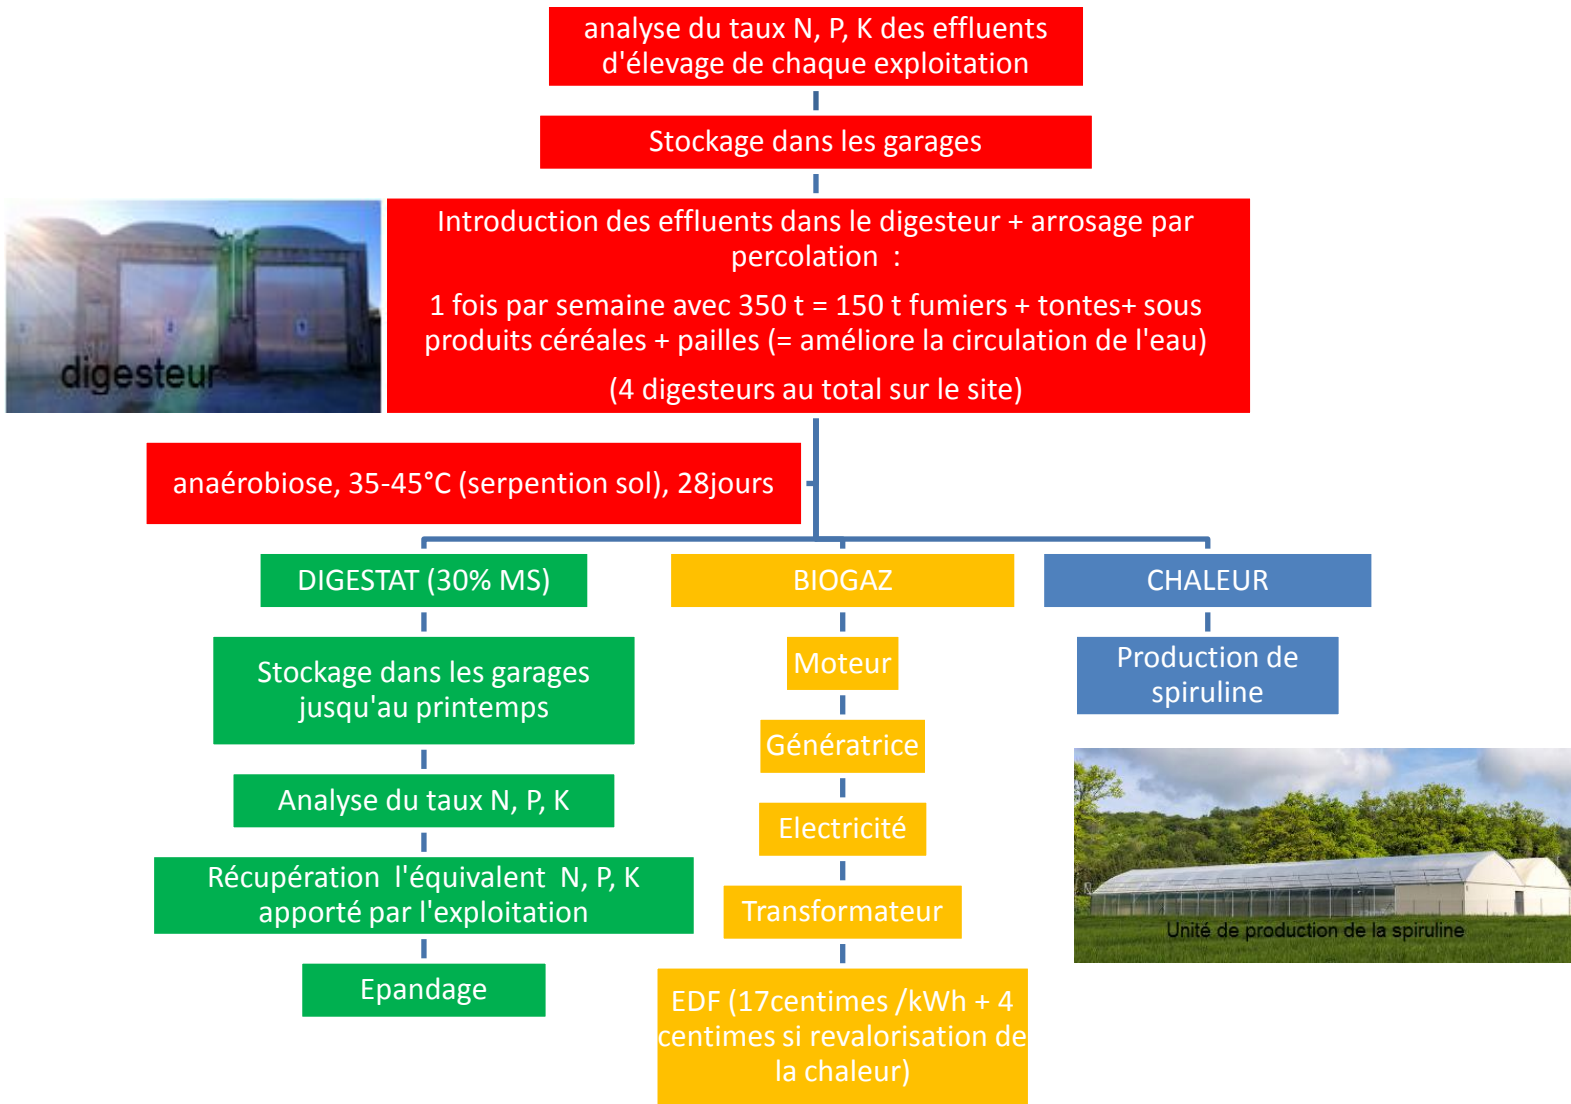 analyse du taux N, P, K des effluents
d'élevage de chaque exploitation
Stockage dans les garages
Introduction des effluents dans le digesteur + arrosage par
percolation :
1 fois par semaine avec 350 t = 150 t fumiers + tontes+ sous
produits céréales + pailles (= améliore la circulation de l'eau)
(4 digesteurs au total sur le site)
digesteur
anaérobiose, 35-45°C (serpention sol), 28jours
DIGESTAT (30% MS)
Stockage dans les garages
jusqu'au printemps
Analyse du taux N, P, K
Récupération l'équivalent N, P, K
apporté par l'exploitation
Epandage
BIOGAZ
Moteur
Génératrice
Electricité
Transformateur
EDF (17centimes /kWh + 4
centimes si revalorisation de
la chaleur)
CHALEUR
Production de
spiruline
Unité de production de la spiruline